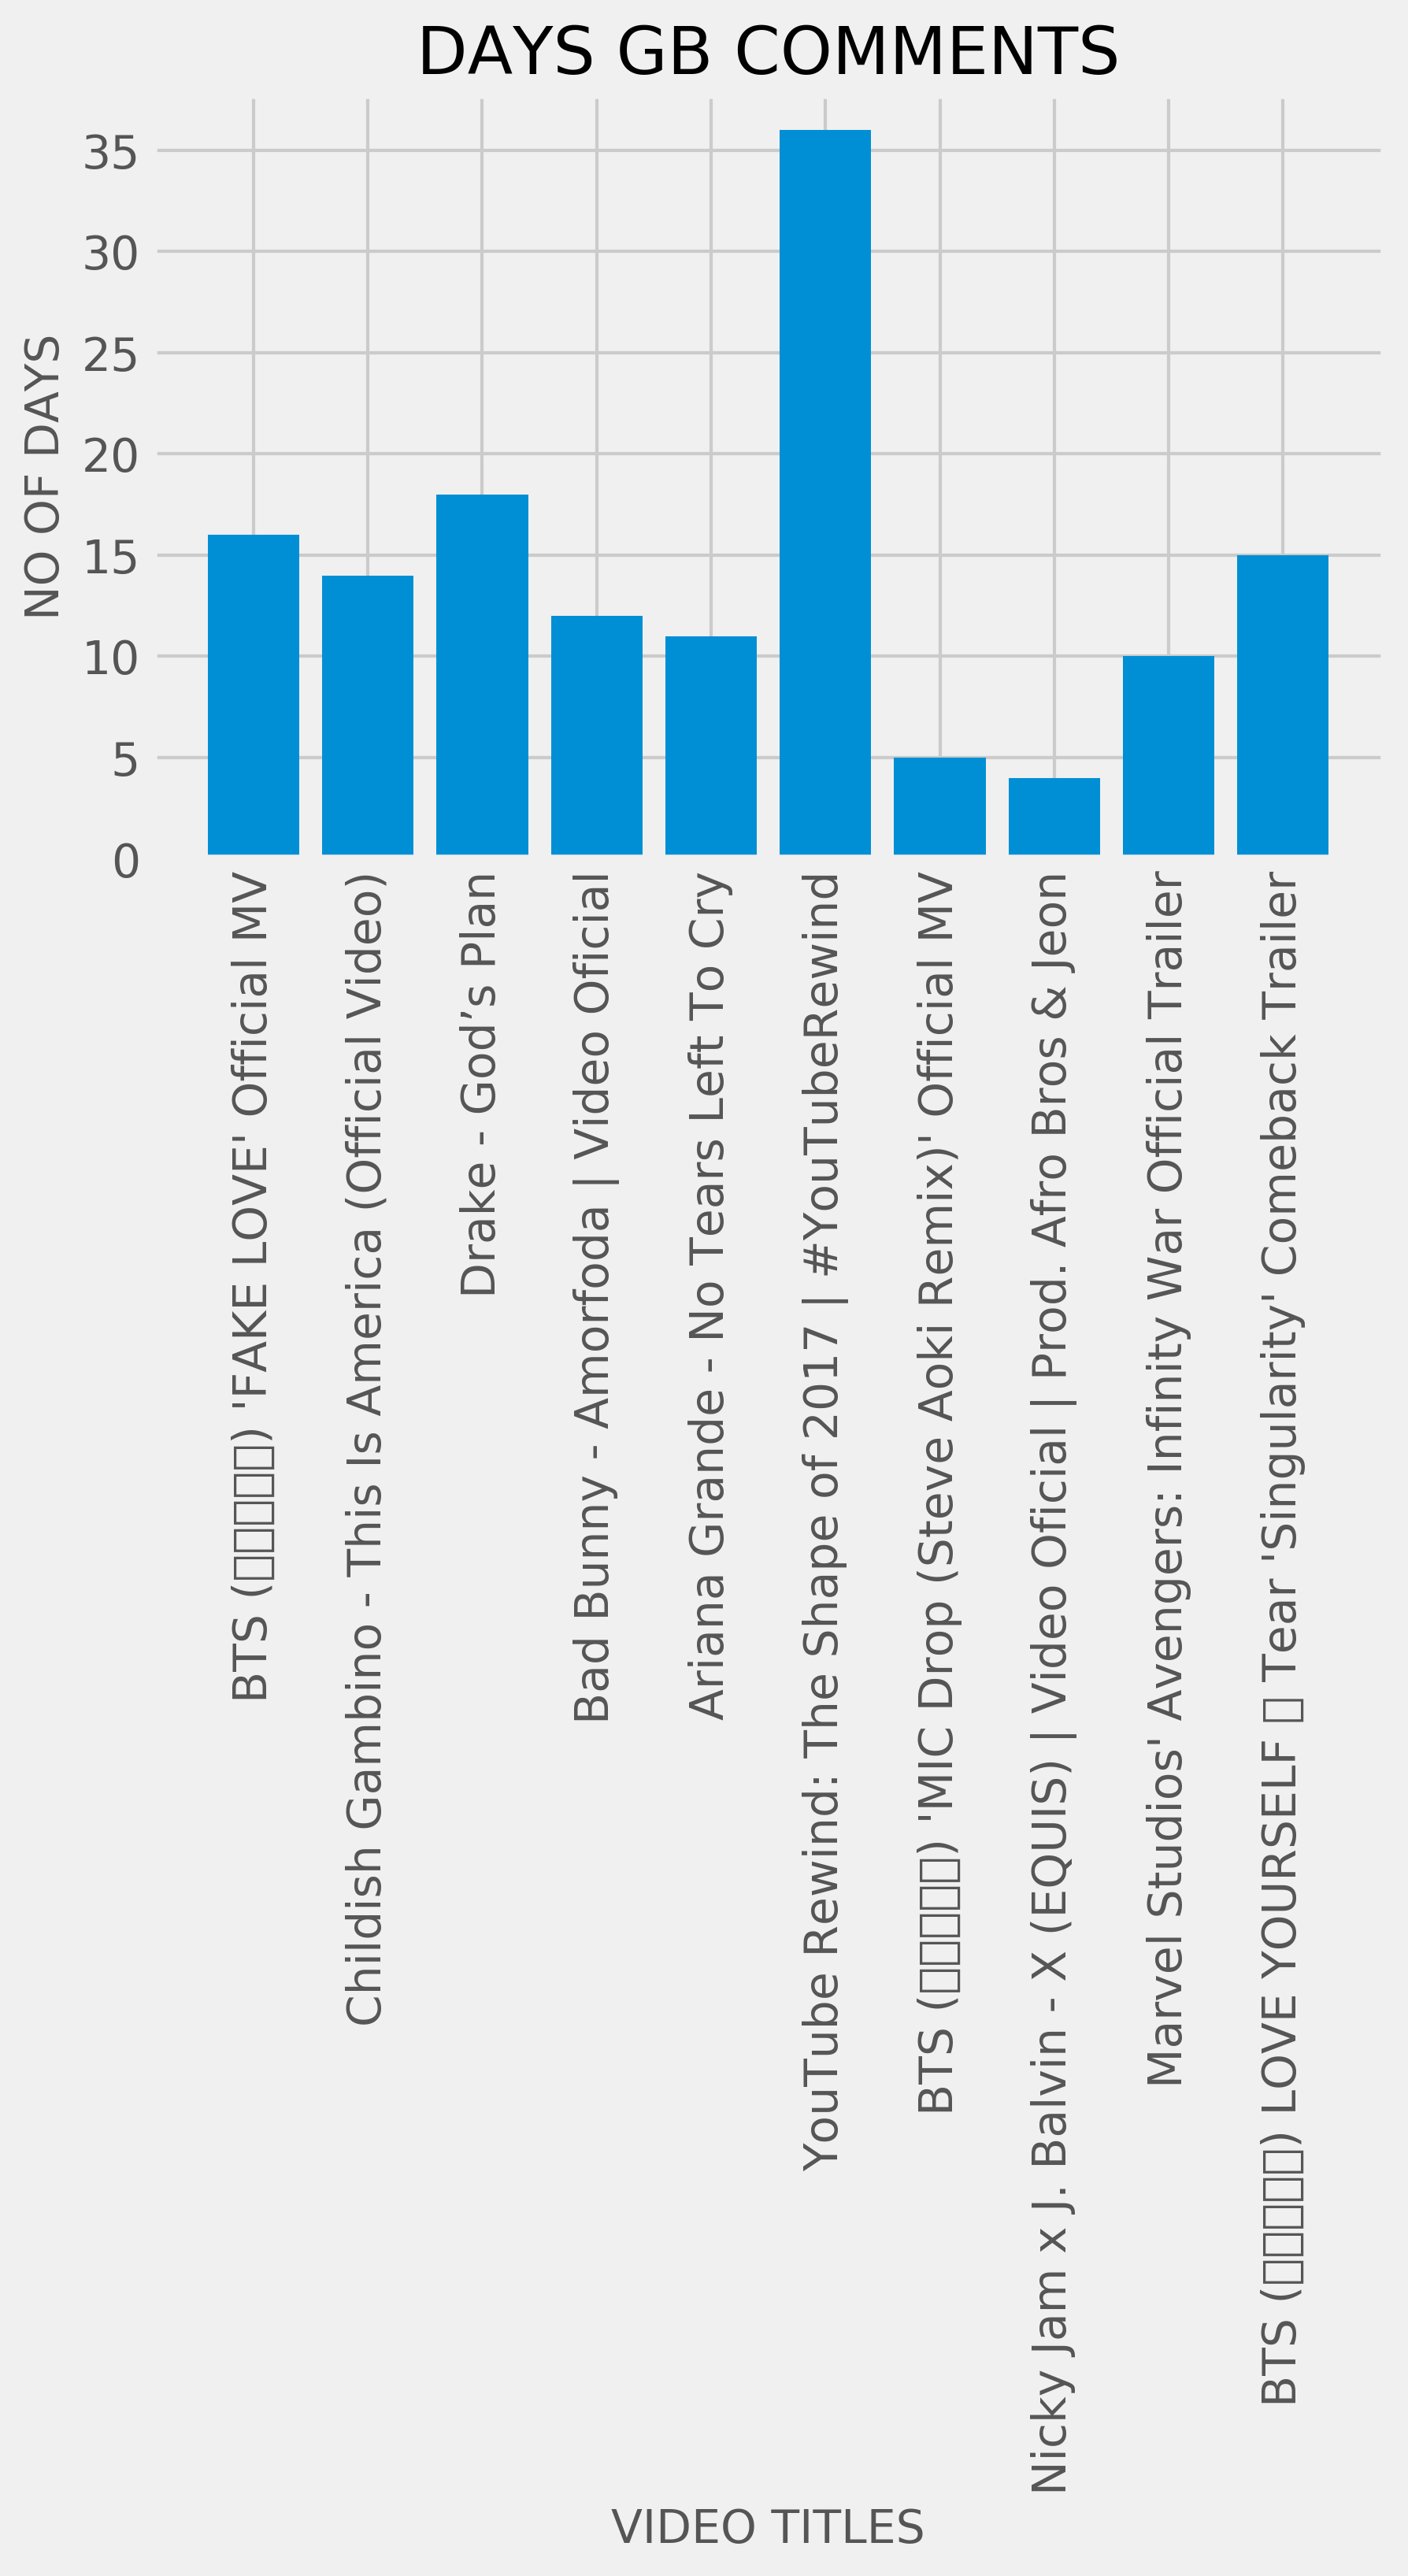 DAYS GB COMMENTS
NO OF DAYS
35
30
25
20
15
10
5
0
BTS (□□□□□) 'FAKE LOVE' Official MV
Childish Gambino - This Is America (Official Video)
Drake - God’s Plan
Bad Bunny - Amorfoda | Video Oficial
Ariana Grande - No Tears Left To Cry
YouTube Rewind: The Shape of 2017 | #YouTubeRewind
BTS (□□□□□) 'MIC Drop (Steve Aoki Remix)' Official MV
Nicky Jam x J. Balvin - X (EQUIS) | Video Oficial | Prod. Afro Bros & Jeon
Marvel Studios' Avengers: Infinity War Official Trailer
BTS (□□□□□) LOVE YOURSELF □ Tear 'Singularity' Comeback Trailer
VIDEO TITLES